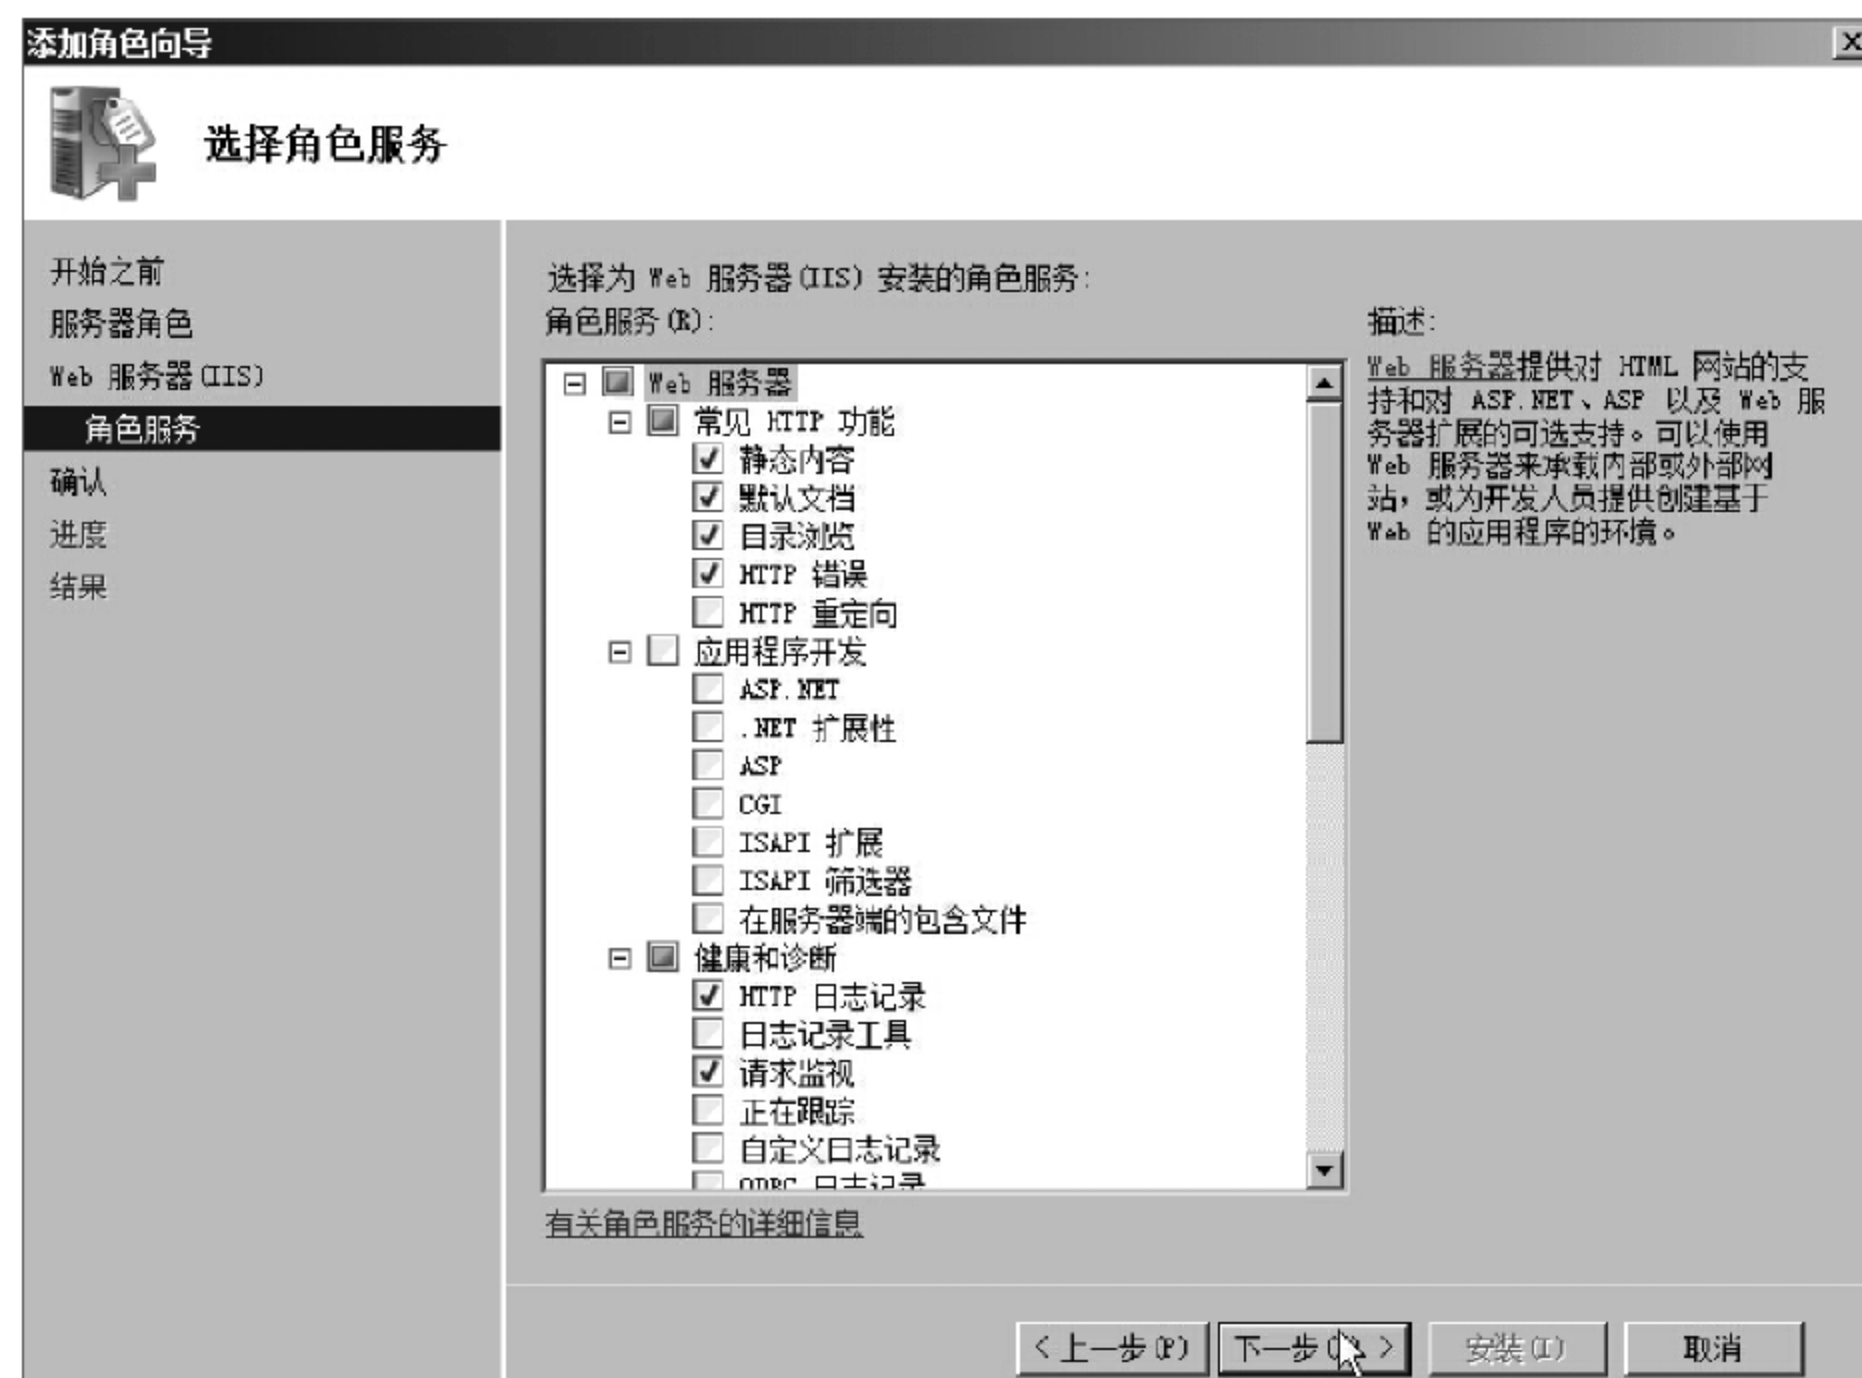 添加角色向导
选择角色服务
开始之前
服务器角色
Web 服务器(IIS)
角色服务
确认
进度
结果
选择为 Web 服务器(IIS) 安装的角色服务:
角色服务(R):
Web 服务器
常见 HTTP 功能
静态内容
默认文档
目录浏览
HTTP 错误
HTTP 重定向
应用程序开发
ASP.NET
.NET 扩展性
ASP
CGI
ISAPI 扩展
ISAPI 筛选器
在服务器端的包含文件
健康和诊断
HTTP 日志记录
日志记录工具
请求监视
正在跟踪
自定义日志记录
ODBC 日志记录
有关角色服务的详细信息
描述:
Web 服务器提供对 HTML 网站的支
持和对 ASP.NET、ASP 以及 Web 服
务器扩展的可选支持。可以使用
Web 服务器来承载内部或外部网
站，或为开发人员提供创建基于
Web 的应用程序的环境。
< 上一步(P)
下一步 >
安装(I)
取消